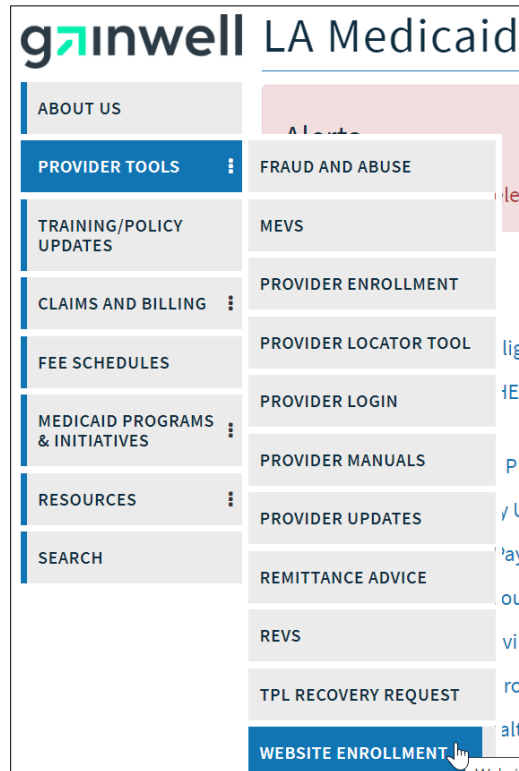 gainwell LA Medicaid
ABOUT US
PROVIDER TOOLS
TRAINING/POLICY
UPDATES
CLAIMS AND BILLING
FEE SCHEDULES
MEDICAID PROGRAMS
& INITIATIVES
RESOURCES
SEARCH
Alerts
FRAUD AND ABUSE
MEVS
PROVIDER ENROLLMENT
PROVIDER LOCATOR TOOL
PROVIDER LOGIN
PROVIDER MANUALS
PROVIDER UPDATES
REMITTANCE ADVICE
REVS
TPL RECOVERY REQUEST
WEBSITE ENROLLMENT